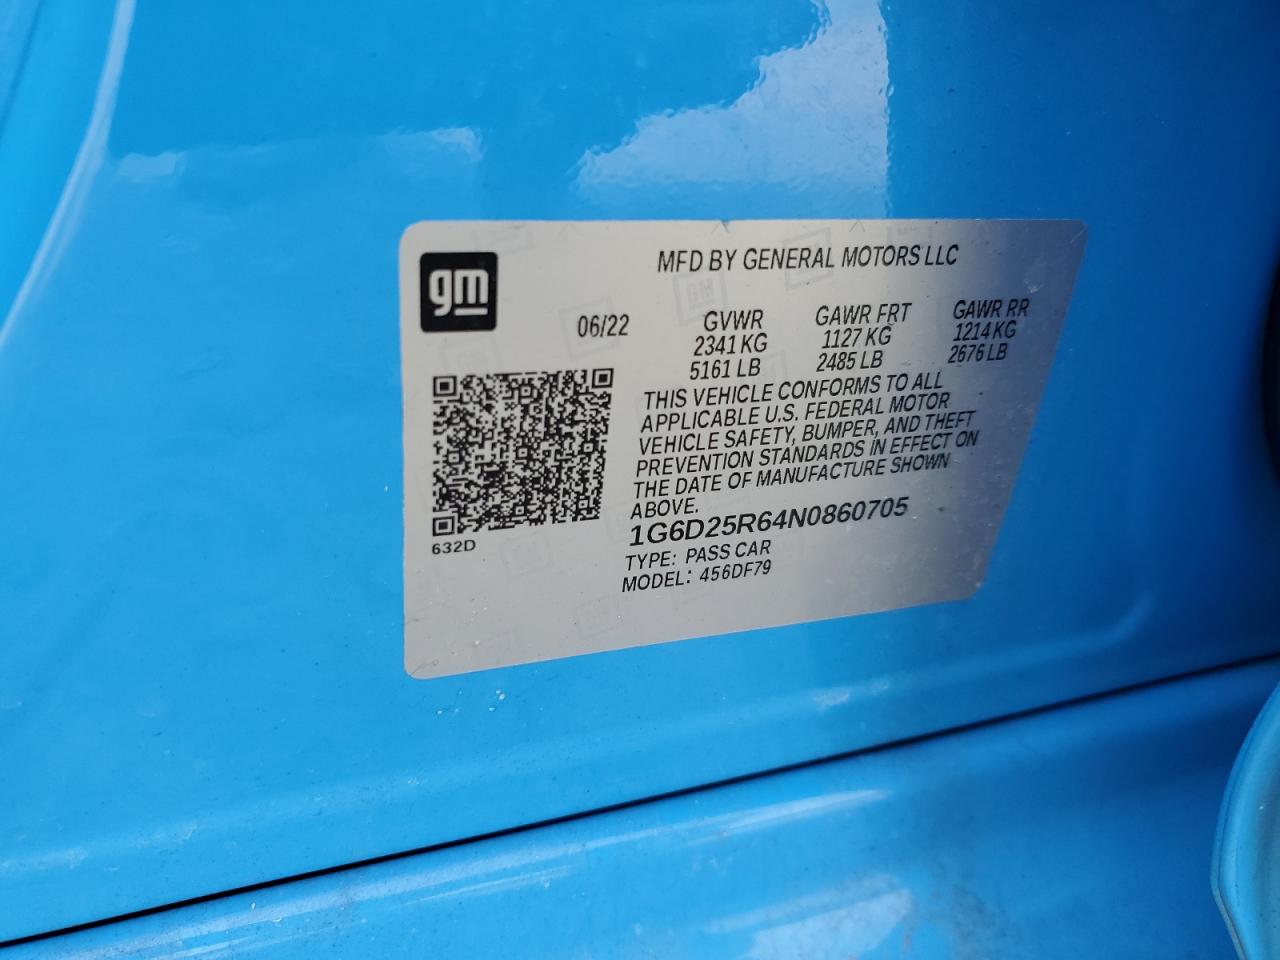 gm
MFD BY GENERAL MOTORS LLC
06/22
GVWR
2341 KG
5161 LB
GAWR FRT
1127 KG
2485 LB
GAWR RR
1214 KG
2676 LB
THIS VEHICLE CONFORMS TO ALL
APPLICABLE U.S. FEDERAL MOTOR
VEHICLE SAFETY, BUMPER, AND THEFT
PREVENTION STANDARDS IN EFFECT ON
THE DATE OF MANUFACTURE SHOWN
ABOVE.
1G6D25R64N0860705
TYPE: PASS CAR
MODEL: 456DF79
632D